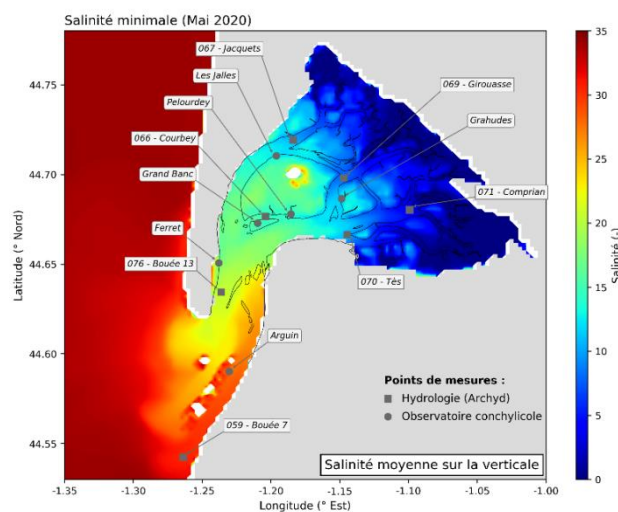 Salinité minimale (Mai 2020)
067 - Jacquets
Les Jalles
Pelourdey
066 - Courbey
Grand Banc
Ferret
076 - Bouée 13
069 - Girouasse
Grahudes
071 - Comprian
070 - Tès
Arguin
059 - Bouée 7
Points de mesures :
Hydrologie (Archyd)
Observatoire conchylicole
Salinité moyenne sur la verticale
Latitude (° Nord)
44.75
44.70
44.65
44.60
44.55
-1.35
-1.30
-1.25
-1.20
-1.15
-1.10
-1.05
-1.00
Longitude (° Est)
35
30
25
20
15
10
5
0
Salinité (-)